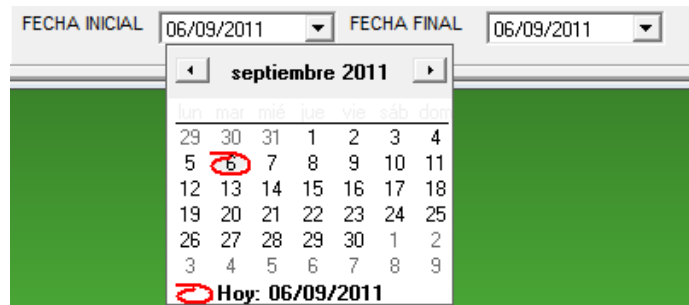 FECHA INICIAL 06/09/2011 FECHA FINAL 06/09/2011
septiembre 2011
lun mar mié jue vie sáb dom
29 30 31 1 2 3 4
5 6 7 8 9 10 11
12 13 14 15 16 17 18
19 20 21 22 23 24 25
26 27 28 29 30 1 2
3 4 5 6 7 8 9
Hoy: 06/09/2011